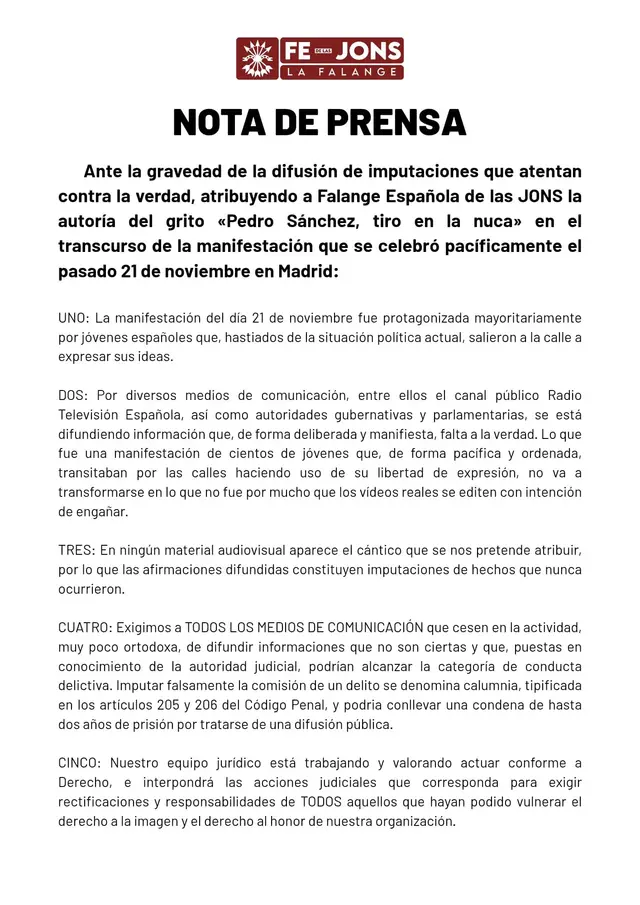 FE DE LAS JONS
LA FALANGE
NOTA DE PRENSA
Ante la gravedad de la difusión de imputaciones que atentan
contra la verdad, atribuyendo a Falange Española de las JONS la
autoría del grito «Pedro Sánchez, tiro en la nuca» en el
transcurso de la manifestación que se celebró pacíficamente el
pasado 21 de noviembre en Madrid:
UNO: La manifestación del día 21 de noviembre fue protagonizada mayoritariamente
por jóvenes españoles que, hastiados de la situación política actual, salieron a la calle a
expresar sus ideas.
DOS: Por diversos medios de comunicación, entre ellos el canal público Radio
Televisión Española, así como autoridades gubernativas y parlamentarias, se está
difundiendo información que, de forma deliberada y manifiesta, falta a la verdad. Lo que
fue una manifestación de cientos de jóvenes que, de forma pacífica y ordenada,
transitaban por las calles haciendo uso de su libertad de expresión, no va a
transformarse en lo que no fue por mucho que los vídeos reales se editen con intención
de engañar.
TRES: En ningún material audiovisual aparece el cántico que se nos pretende atribuir,
por lo que las afirmaciones difundidas constituyen imputaciones de hechos que nunca
ocurrieron.
CUATRO: Exigimos a TODOS LOS MEDIOS DE COMUNICACIÓN que cesen en la actividad,
muy poco ortodoxa, de difundir informaciones que no son ciertas y que, puestas en
conocimiento de la autoridad judicial, podrían alcanzar la categoría de conducta
delictiva. Imputar falsamente la comisión de un delito se denomina calumnia, tipificada
en los artículos 205 y 206 del Código Penal, y podria conllevar una condena de hasta
dos años de prisión por tratarse de una difusión pública.
CINCO: Nuestro equipo jurídico está trabajando y valorando actuar conforme a
Derecho, e interpondrá las acciones judiciales que corresponda para exigir
rectificaciones y responsabilidades de TODOS aquellos que hayan podido vulnerar el
derecho a la imagen y el derecho al honor de nuestra organización.